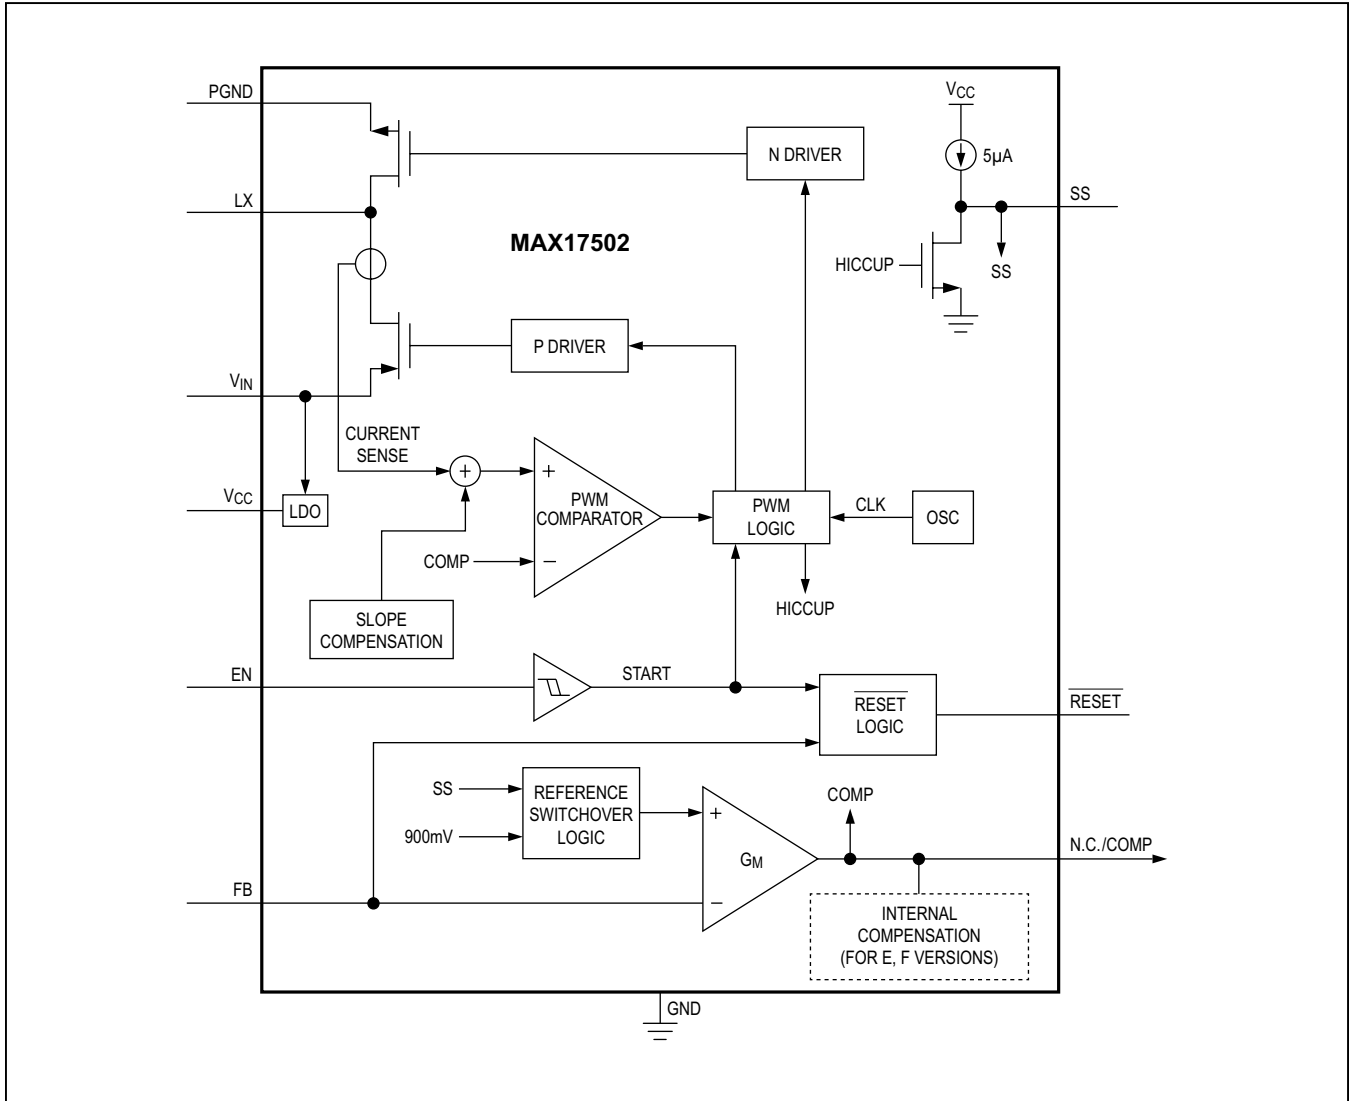 PGND
N DRIVER
VCC
5µA
SS
LX
MAX17502
HICCUP
SS
P DRIVER
VIN
CURRENT
SENSE
+
+
PWM
COMPARATOR
VCC
LDO
PWM
LOGIC
CLK
OSC
COMP
−
HICCUP
SLOPE
COMPENSATION
EN
START
RESET
LOGIC
RESET
SS
REFERENCE
SWITCHOVER
LOGIC
900mV
+
GM
−
COMP
N.C./COMP
FB
INTERNAL
COMPENSATION
(FOR E, F VERSIONS)
GND